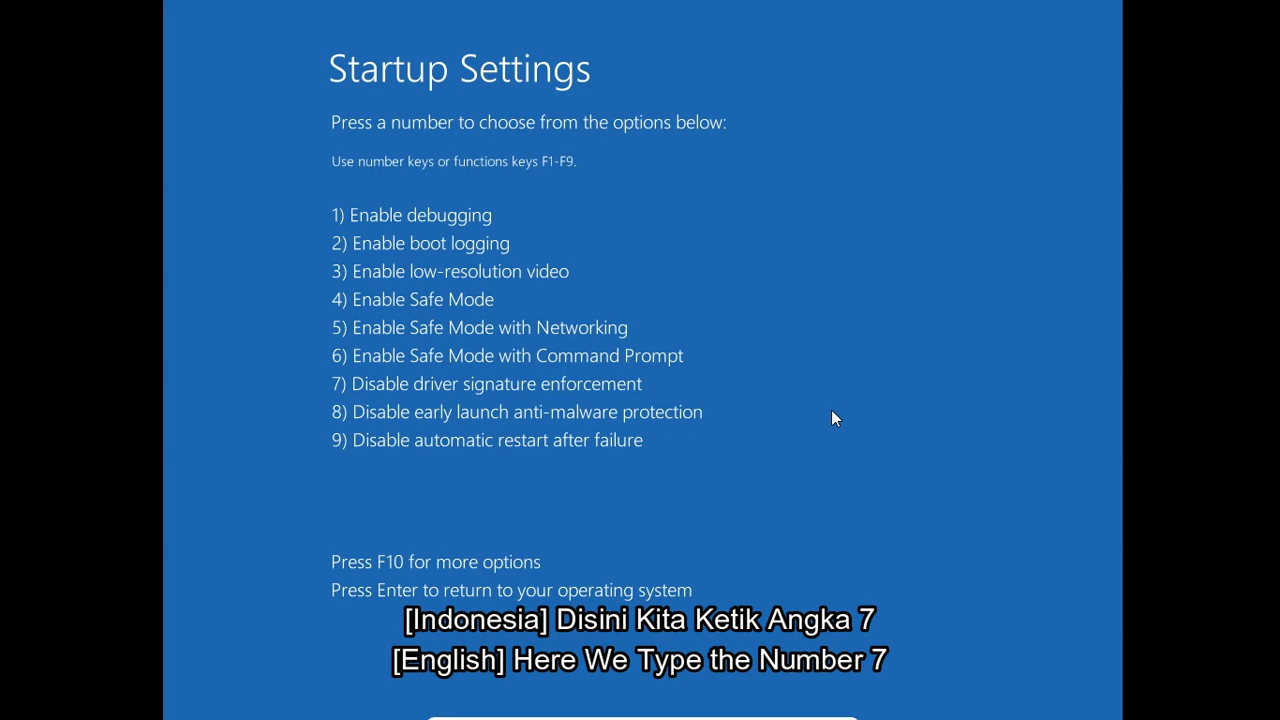 Startup Settings
Press a number to choose from the options below:
Use number keys or functions keys F1-F9.
1) Enable debugging
2) Enable boot logging
3) Enable low-resolution video
4) Enable Safe Mode
5) Enable Safe Mode with Networking
6) Enable Safe Mode with Command Prompt
7) Disable driver signature enforcement
8) Disable early launch anti-malware protection
9) Disable automatic restart after failure
Press F10 for more options
Press Enter to return to your operating system
[Indonesia] Disini Kita Ketik Angka 7
[English] Here We Type the Number 7